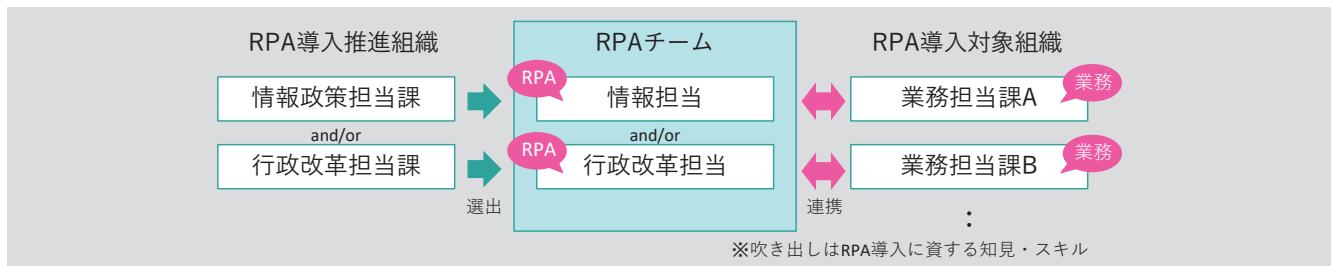 RPA導入推進組織
RPAチーム
RPA導入対象組織
情報政策担当課
RPA
情報担当
業務担当課A
業務
and/or
and/or
行政改革担当課
RPA
行政改革担当
業務担当課B
業務
選出
連携
：
※吹き出しはRPA導入に資する知見・スキル